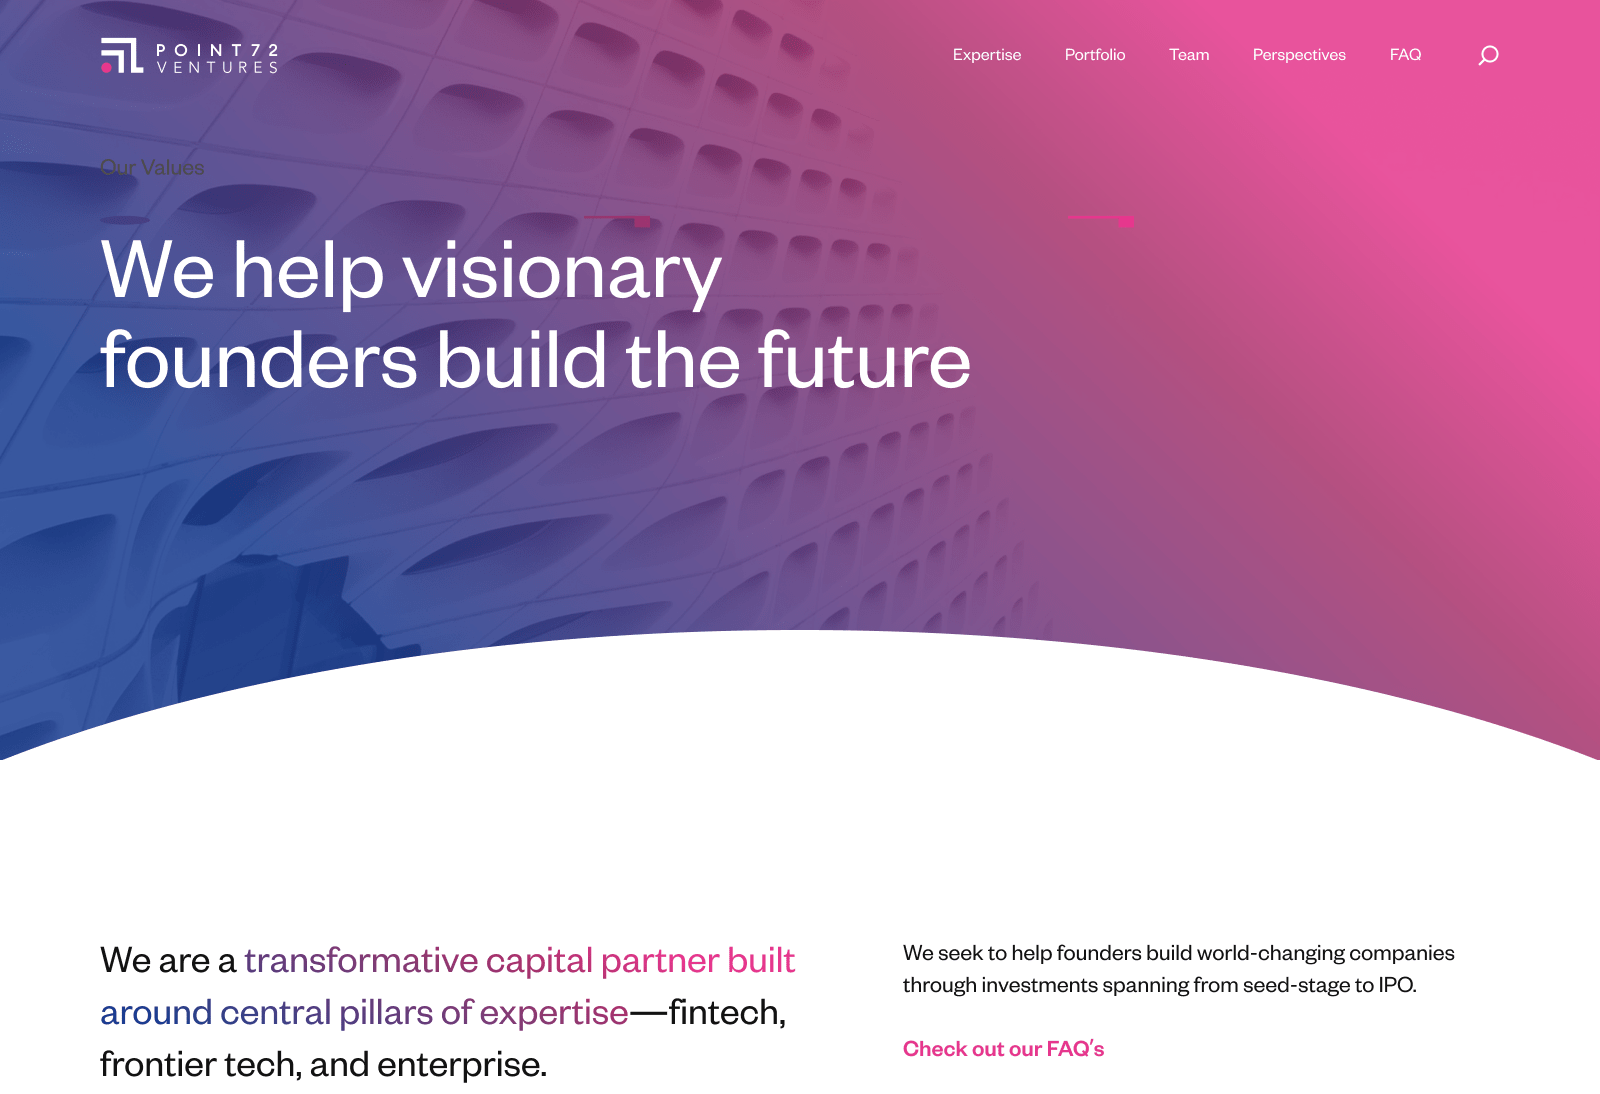 POINT72
VENTURES
Expertise
Portfolio
Team
Perspectives
FAQ
Our Values
We help visionary
founders build the future
We are a transformative capital partner built
around central pillars of expertise—fintech,
frontier tech, and enterprise.
We seek to help founders build world-changing companies
through investments spanning from seed-stage to IPO.
Check out our FAQ's